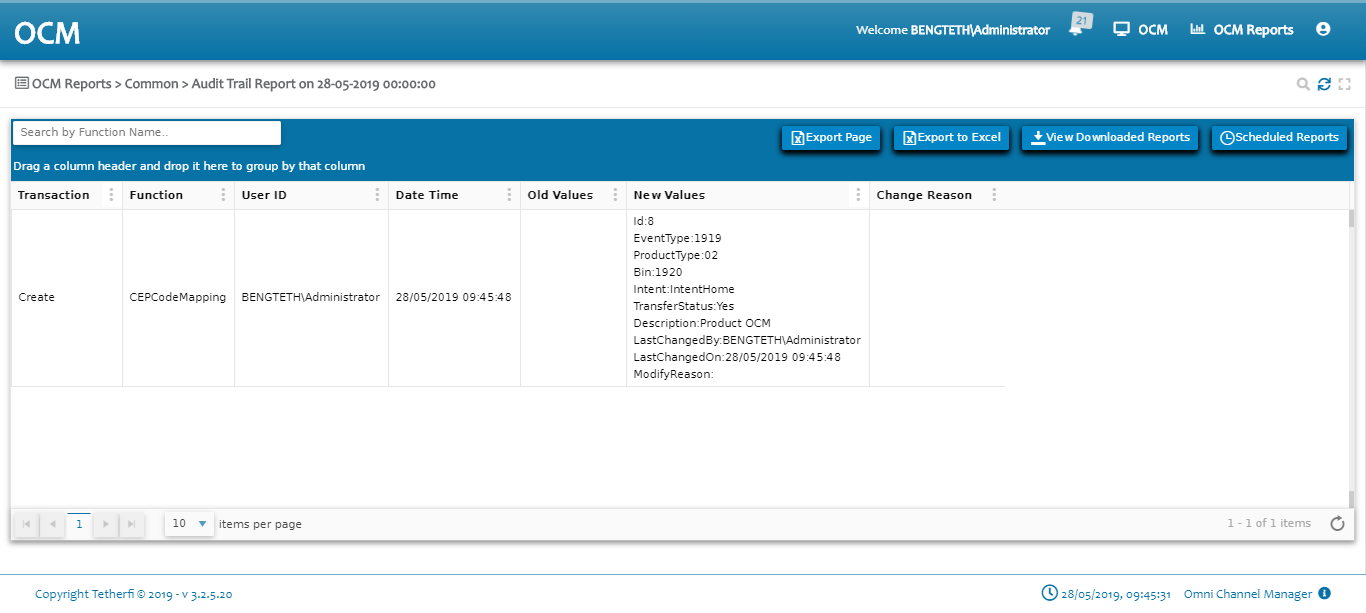 OCM
Welcome BENGTETH\Administrator
21
OCM
OCM Reports
OCM Reports > Common > Audit Trail Report on 28-05-2019 00:00:00
Search by Function Name..
Export Page
Export to Excel
View Downloaded Reports
Scheduled Reports
Drag a column header and drop it here to group by that column
Transaction Function User ID Date Time Old Values New Values Change Reason
Id:8
EventType:1919
ProductType:02
Bin:1920
Intent:IntentHome
Create CEPCodeMapping BENGTETH\Administrator 28/05/2019 09:45:48
TransferStatus:Yes
Description:Product OCM
LastChangedBy:BENGTETH\Administrator
LastChangedOn:28/05/2019 09:45:48
ModifyReason:
1
10
items per page
1 - 1 of 1 items
Copyright Tetherfi © 2019 - v 3.2.5.20
28/05/2019, 09:45:31
Omni Channel Manager